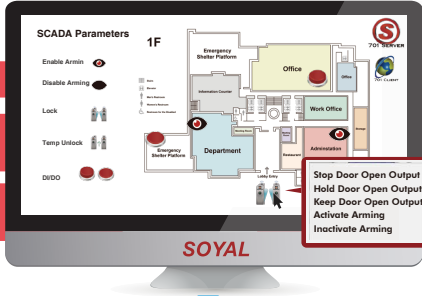 SCADA Parameters
1F
701 SERVER
701 CLIENT
Enable Armin
Disable Arming
Lock
Temp Unlock
DI/DO
Emergency
Shelter Platform
Office
Office
Information Counter
Work Office
Emergency
Shelter Platform
Department
Restaurant
Adminstation
Storage
Lobby Entry
Stop Door Open Output
Hold Door Open Output
Keep Door Open Output
Activate Arming
Inactivate Arming
SOYAL